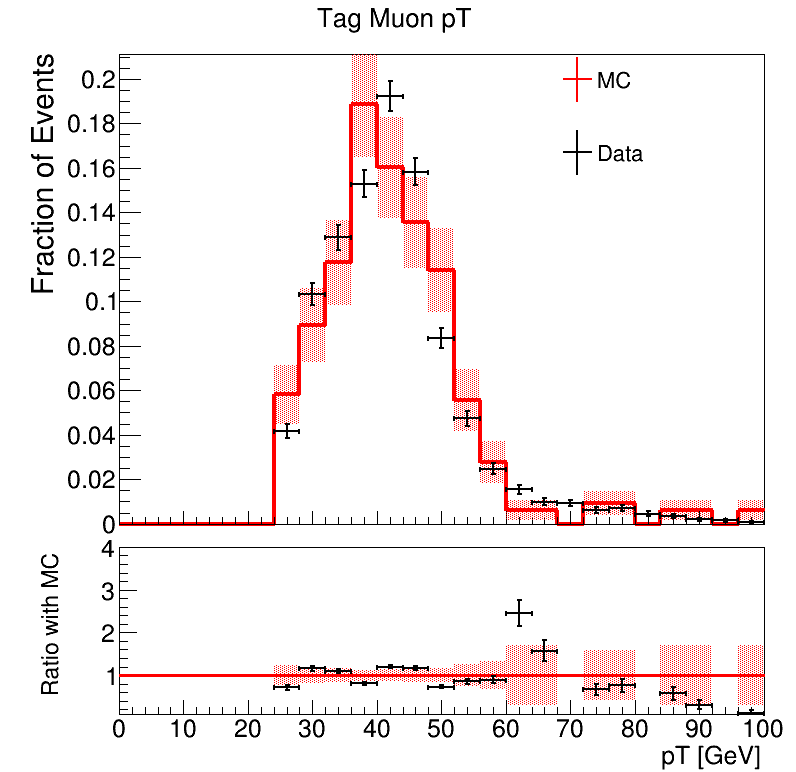 Tag Muon pT
Fraction of Events
0.2
0.18
0.16
0.14
0.12
0.1
0.08
0.06
0.04
0.02
0
MC
Data
Ratio with MC
4
3
2
1
0 10 20 30 40 50 60 70 80 90 100
pT [GeV]